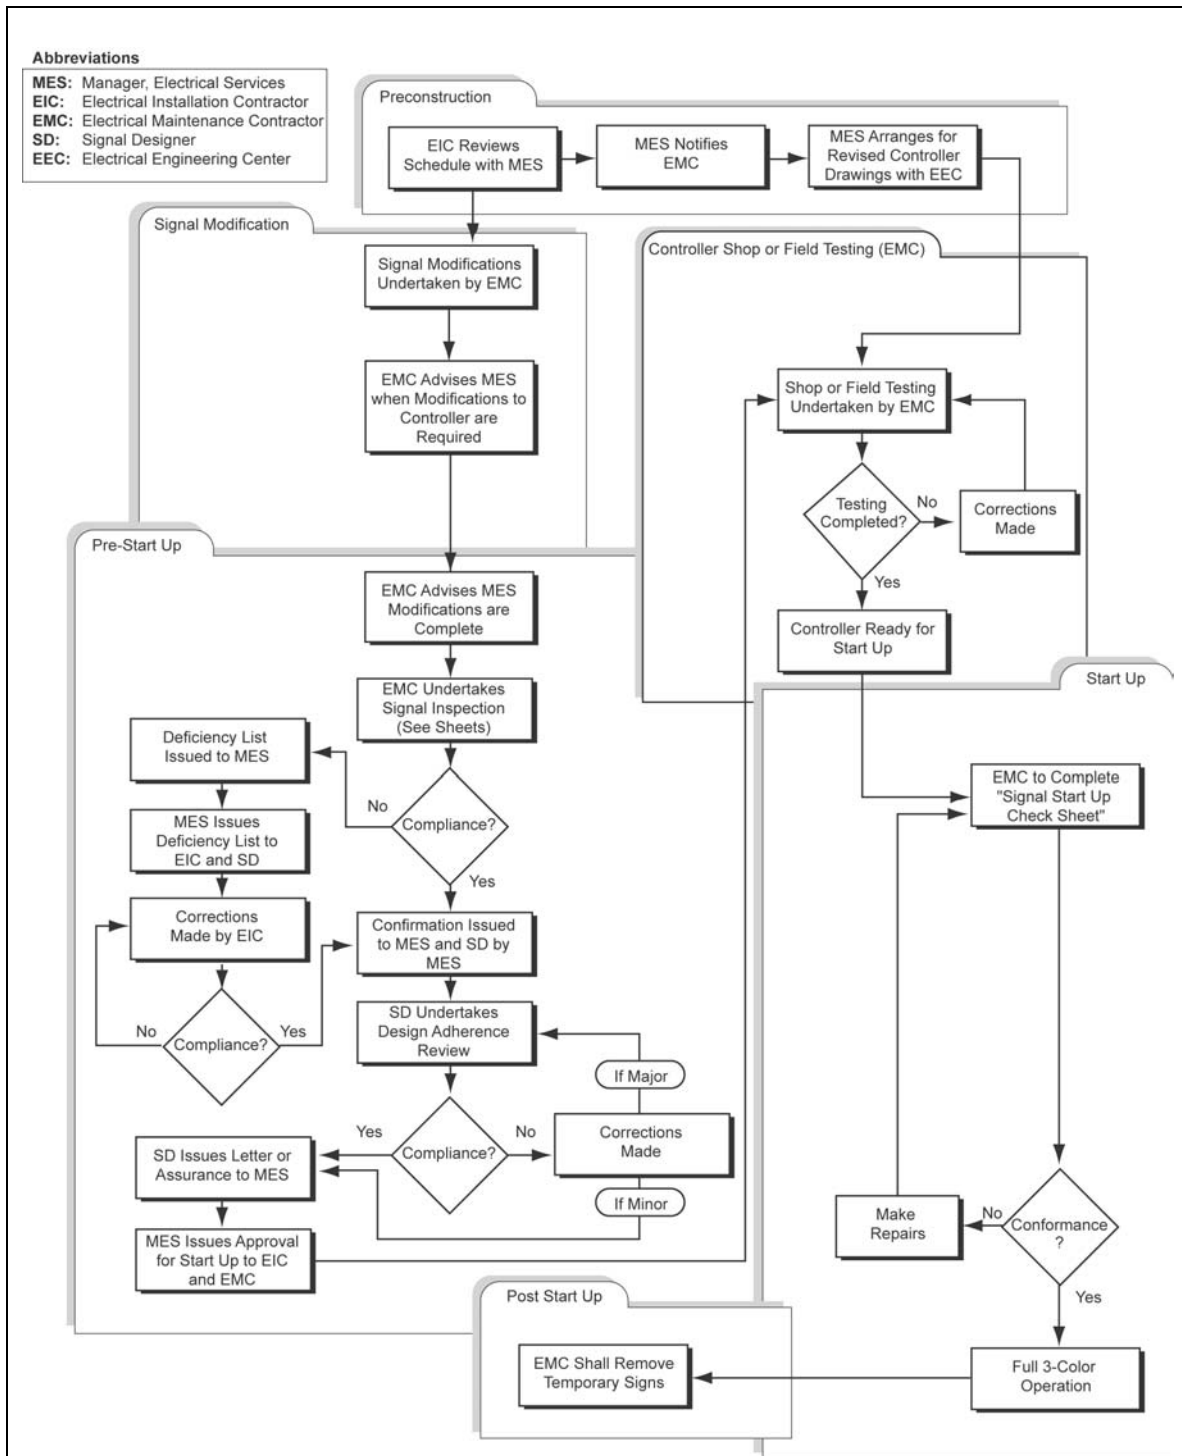 Abbreviations
MES: Manager, Electrical Services
EIC: Electrical Installation Contractor
EMC: Electrical Maintenance Contractor
SD: Signal Designer
EEC: Electrical Engineering Center
Preconstruction
EIC Reviews
Schedule with MES
MES Notifies
EMC
MES Arranges for
Revised Controller
Drawings with EEC
Signal Modification
Signal Modifications
Undertaken by EMC
EMC Advises MES
when Modifications to
Controller are
Required
Controller Shop or Field Testing (EMC)
Shop or Field Testing
Undertaken by EMC
Testing
Completed?
No
Corrections
Made
Yes
Controller Ready for
Start Up
Pre-Start Up
EMC Advises MES
Modifications are
Complete
EMC Undertakes
Signal Inspection
(See Sheets)
Compliance?
No
Yes
Deficiency List
Issued to MES
MES Issues
Deficiency List to
EIC and SD
Corrections
Made by EIC
Compliance?
No
Yes
Confirmation Issued
to MES and SD by
MES
SD Undertakes
Design Adherence
Review
Compliance?
Yes
No
If Major
Corrections
Made
If Minor
SD Issues Letter or
Assurance to MES
MES Issues Approval
for Start Up to EIC
and EMC
Start Up
EMC to Complete
"Signal Start Up
Check Sheet"
Conformance
?
No
Make
Repairs
Yes
Full 3-Color
Operation
Post Start Up
EMC Shall Remove
Temporary Signs